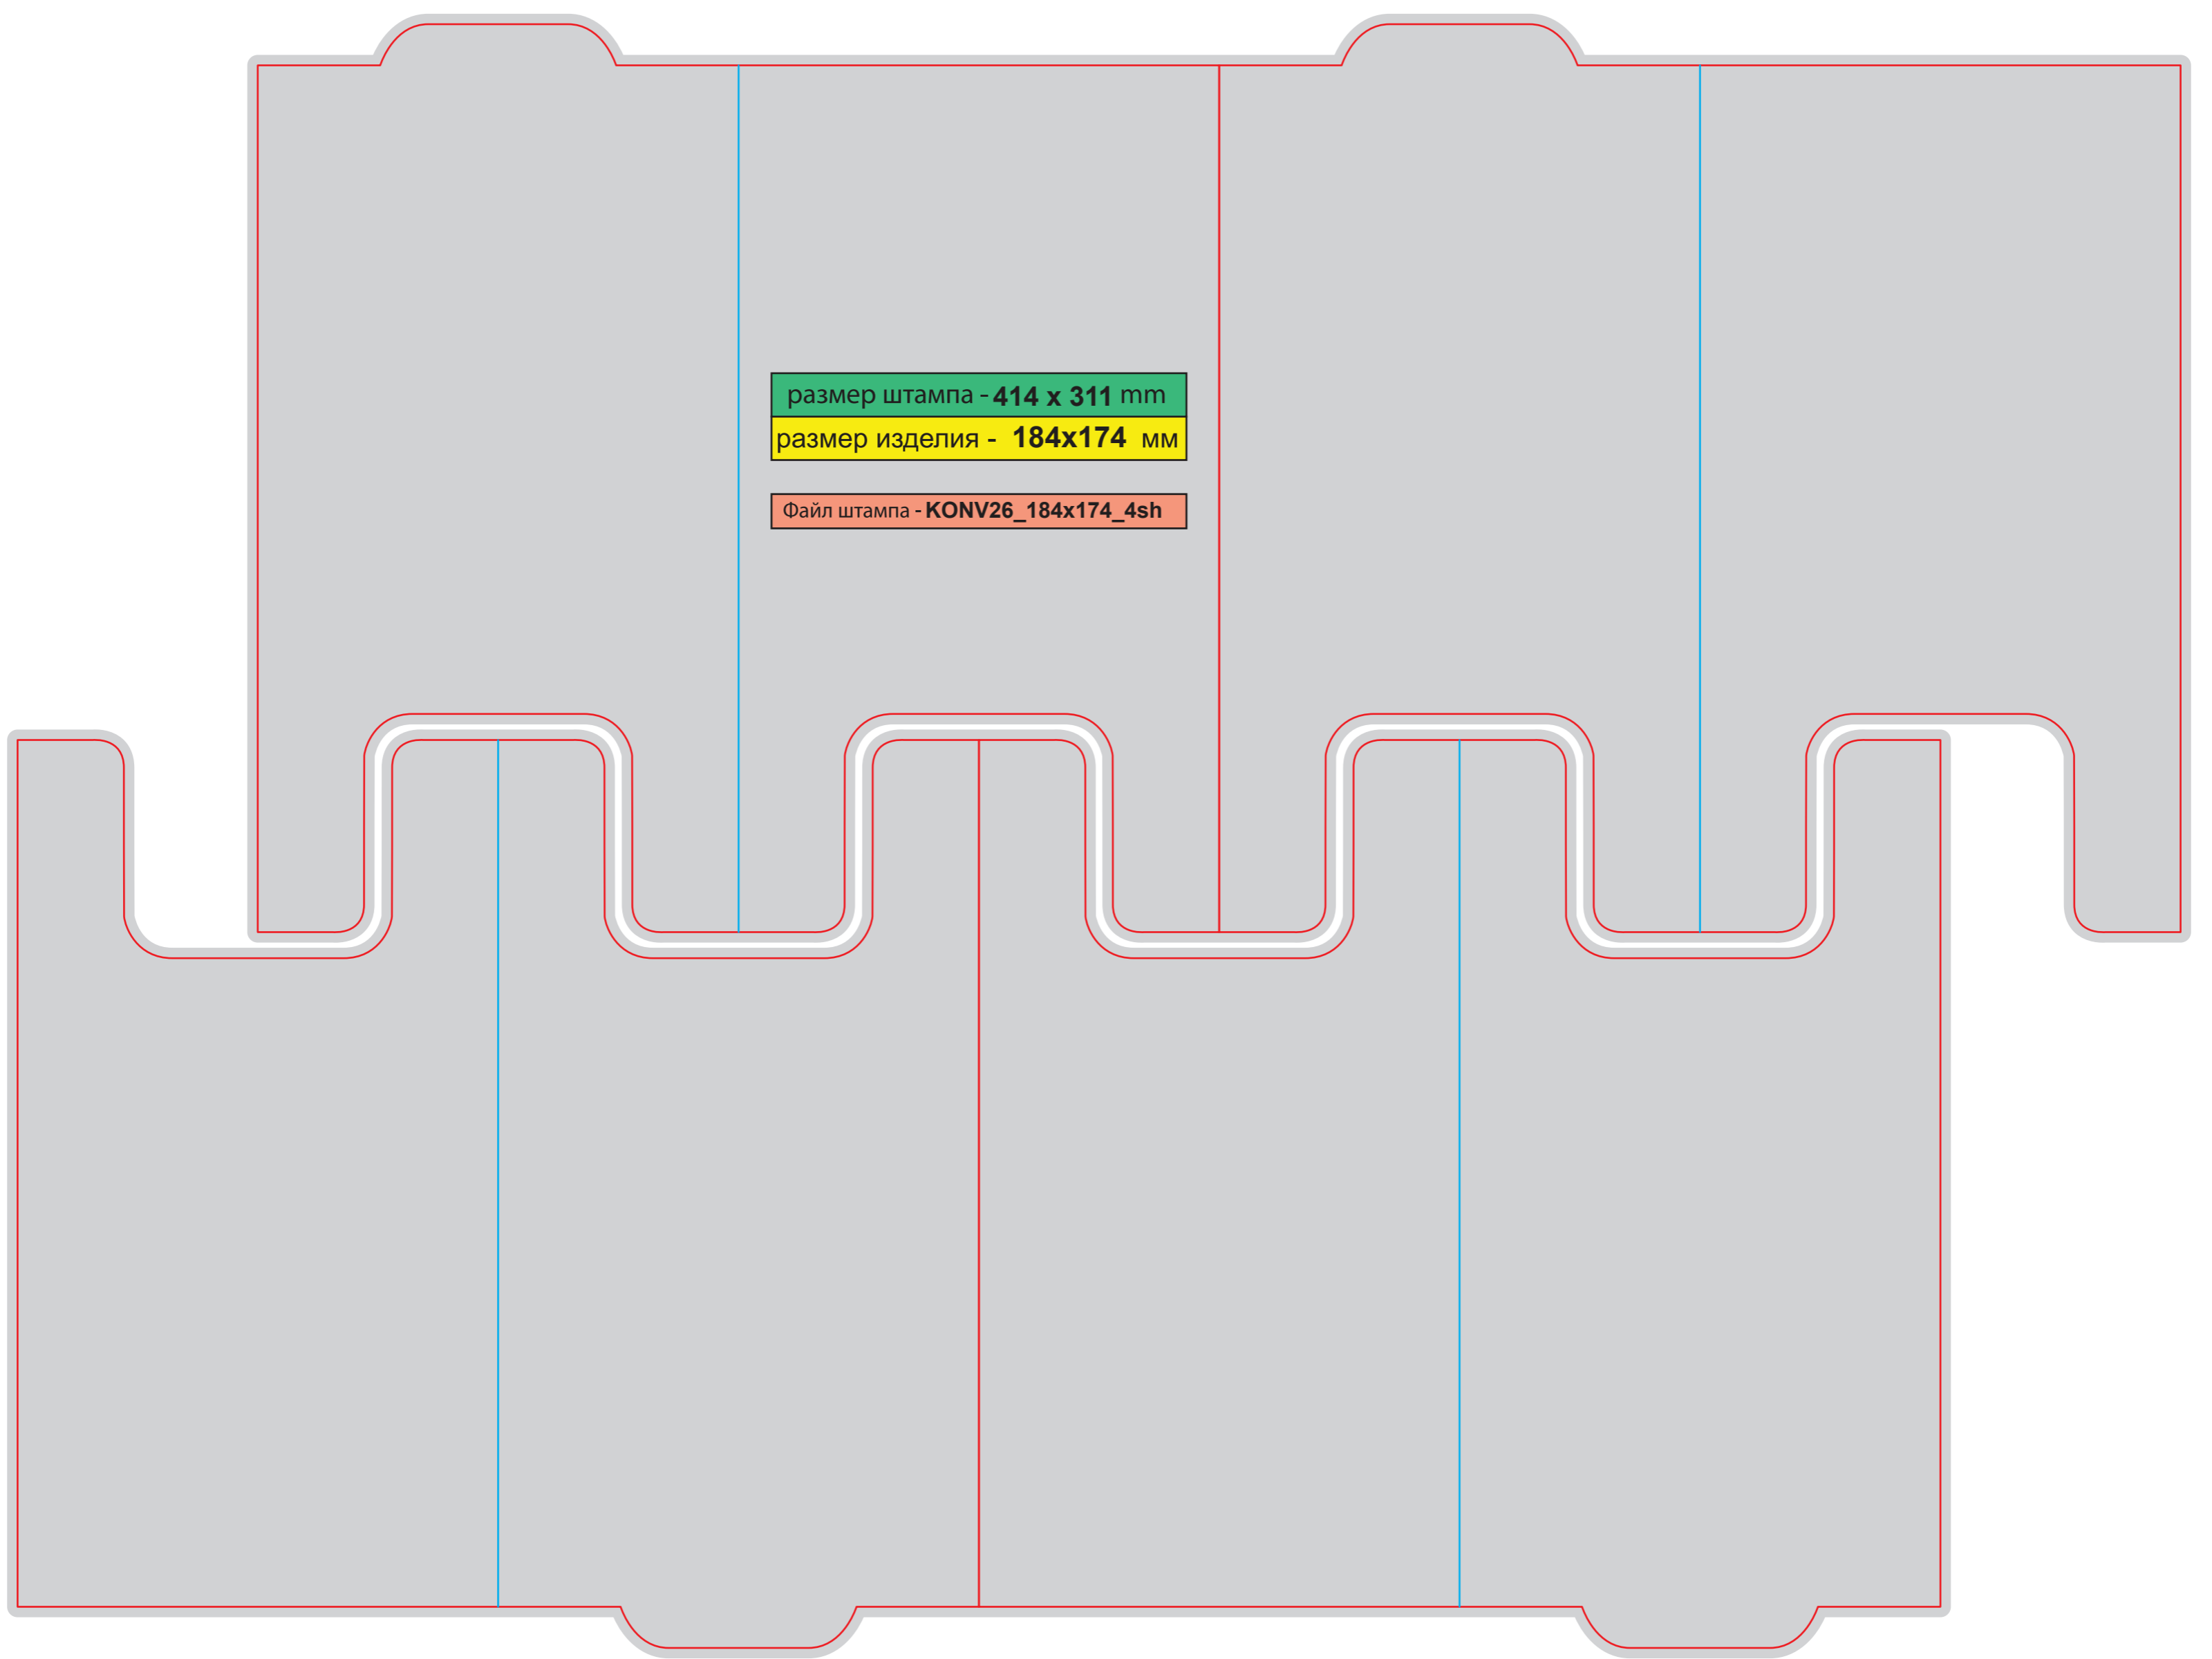 размер штампа - 414 x 311 mm
размер изделия - 184x174 мм
Файл штампа - KONV26_184x174_4sh